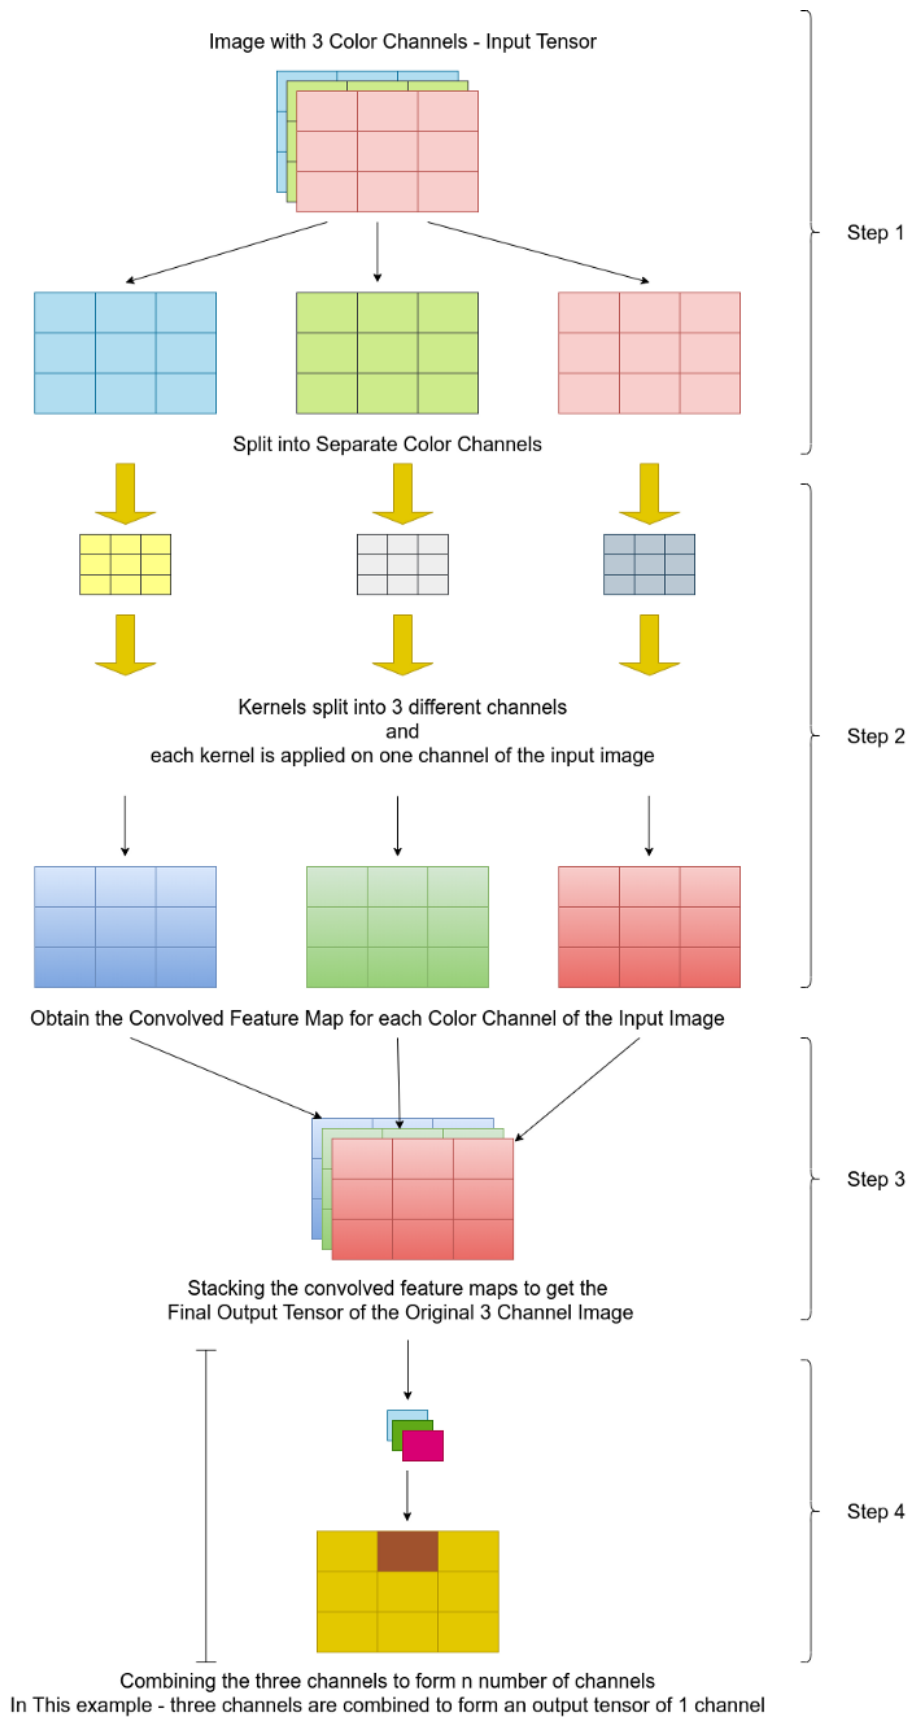 Image with 3 Color Channels - Input Tensor
Step 1
Split into Separate Color Channels
Kernels split into 3 different channels
and
Step 2
each kernel is applied on one channel of the input image
Obtain the Convolved Feature Map for each Color Channel of the Input Image
Step 3
Stacking the convolved feature maps to get the
Final Output Tensor of the Original 3 Channel Image
Step 4
Combining the three channels to form n number of channels
In This example - three channels are combined to form an output tensor of 1 channel